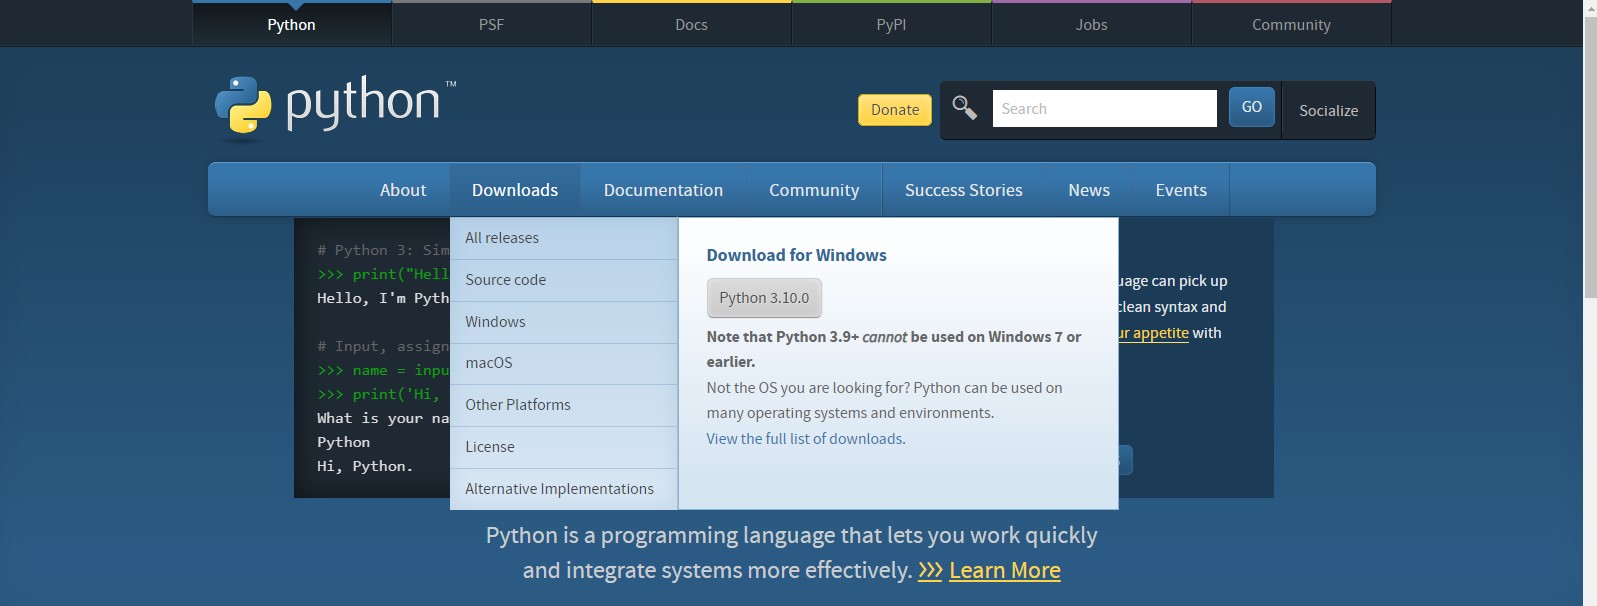 Python PSF Docs PyPI Jobs Community
python™
Donate Search GO Socialize
About Downloads Documentation Community Success Stories News Events
# Python 3: Sim
>>> print("Hell
Hello, I'm Pyth
# Input, assign
>>> name = inpu
>>> print('Hi,
What is your na
Python
Hi, Python.
All releases
Source code
Windows
macOS
Other Platforms
License
Alternative Implementations
Download for Windows
Python 3.10.0
Note that Python 3.9+ cannot be used on Windows 7 or
earlier.
Not the OS you are looking for? Python can be used on
many operating systems and environments.
View the full list of downloads.
uage can pick up
clean syntax and
ur appetite with
Python is a programming language that lets you work quickly
and integrate systems more effectively. >>> Learn More